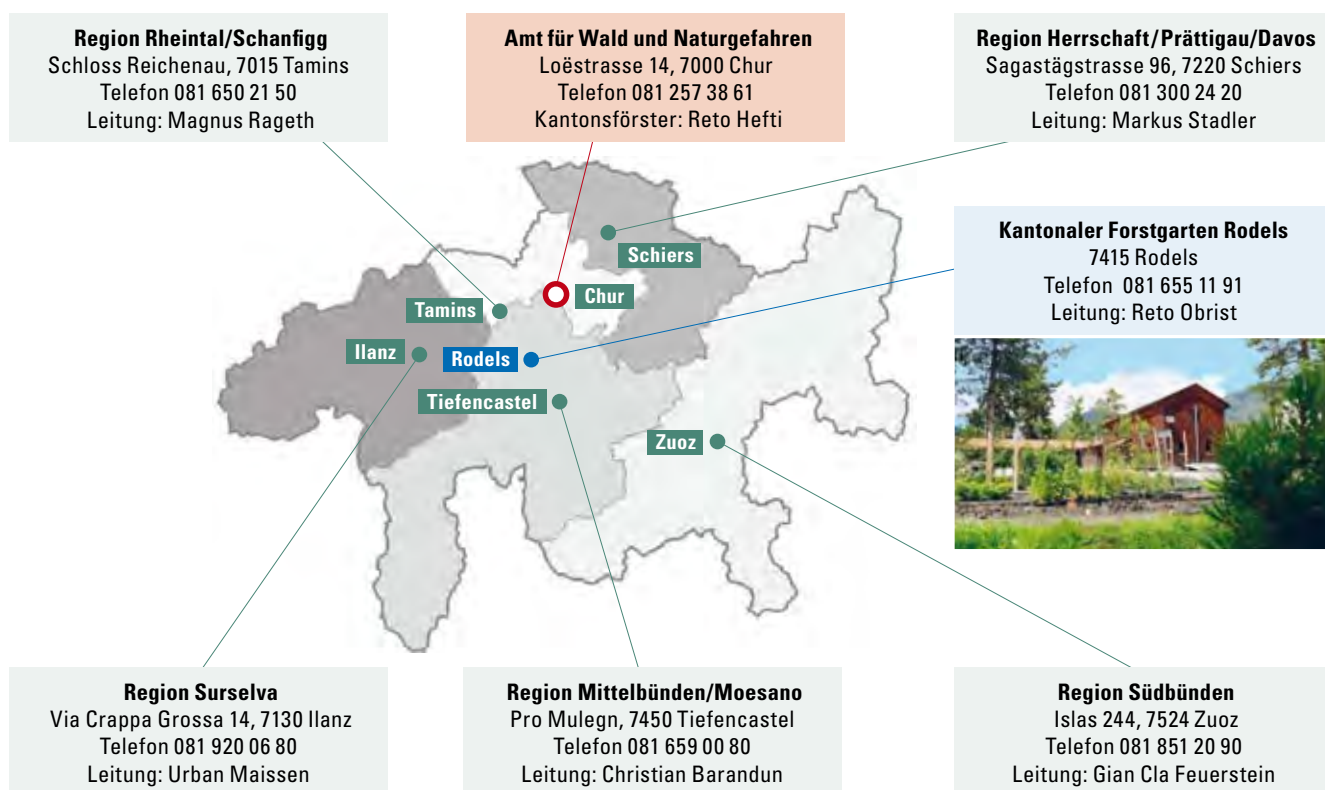 Region Rheintal/Schanfigg
Schloss Reichenau, 7015 Tamins
Telefon 081 650 21 50
Leitung: Magnus Rageth
Amt für Wald und Naturgefahren
Loëstrasse 14, 7000 Chur
Telefon 081 257 38 61
Kantonsförster: Reto Hefti
Region Herrschaft/Prättigau/Davos
Sagastägstrasse 96, 7220 Schiers
Telefon 081 300 24 20
Leitung: Markus Stadler
Kantonaler Forstgarten Rodels
7415 Rodels
Telefon 081 655 11 91
Leitung: Reto Obrist
Schiers
Chur
Tamins
Ilanz
Rodels
Tiefencastel
Zuoz
Region Surselva
Via Crappa Grossa 14, 7130 Ilanz
Telefon 081 920 06 80
Leitung: Urban Maissen
Region Mittelbünden/Moesano
Pro Mulegn, 7450 Tiefencastel
Telefon 081 659 00 80
Leitung: Christian Barandun
Region Südbünden
Islas 244, 7524 Zuoz
Telefon 081 851 20 90
Leitung: Gian Cla Feuerstein